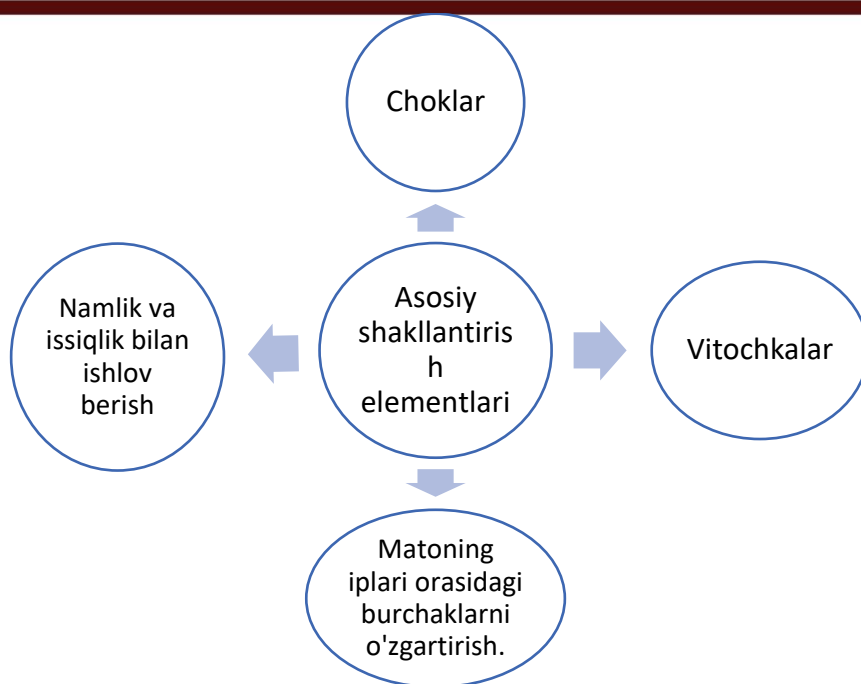 Choklar
Namlik va
issiqlik bilan
ishlov
berish
Asosiy
shakllantiris
h
elementlari
Vitochkalar
Matoning
iplari orasidagi
burchaklarni
o'zgartirish.